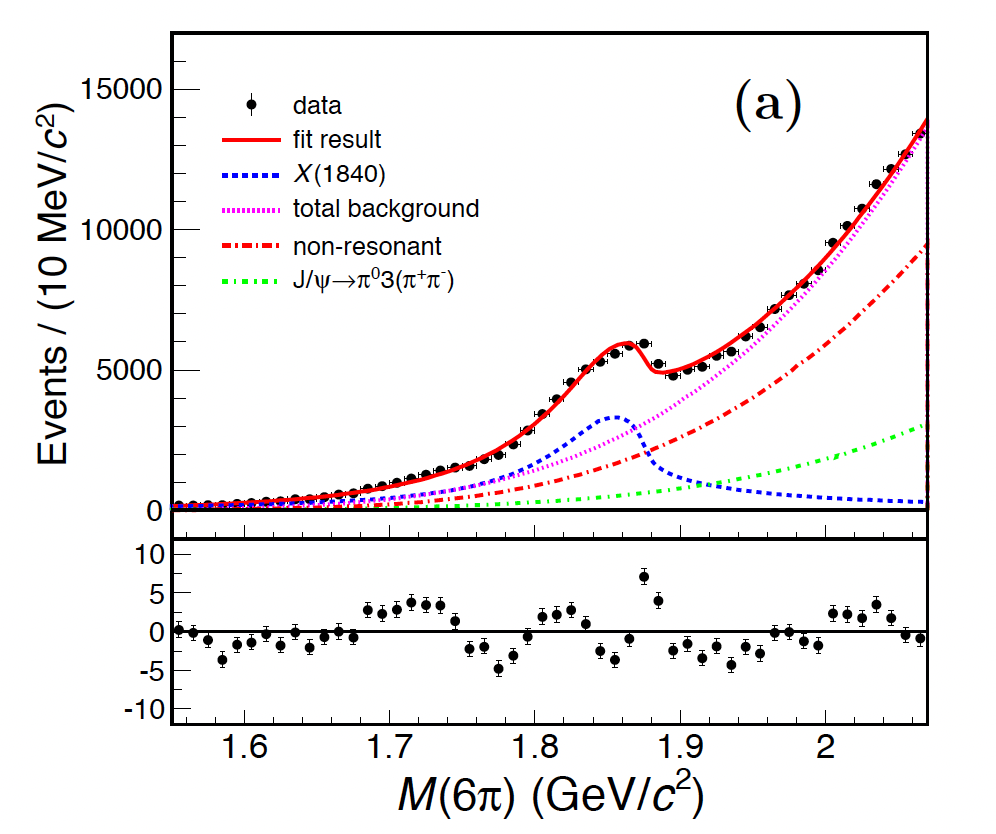 Events / (10 MeV/c²)
15000
10000
5000
0
(a)
data
fit result
X(1840)
total background
non-resonant
J/ψ→π⁰3(π⁺π⁻)
10
5
0
-5
-10
1.6 1.7 1.8 1.9 2
M(6π) (GeV/c²)